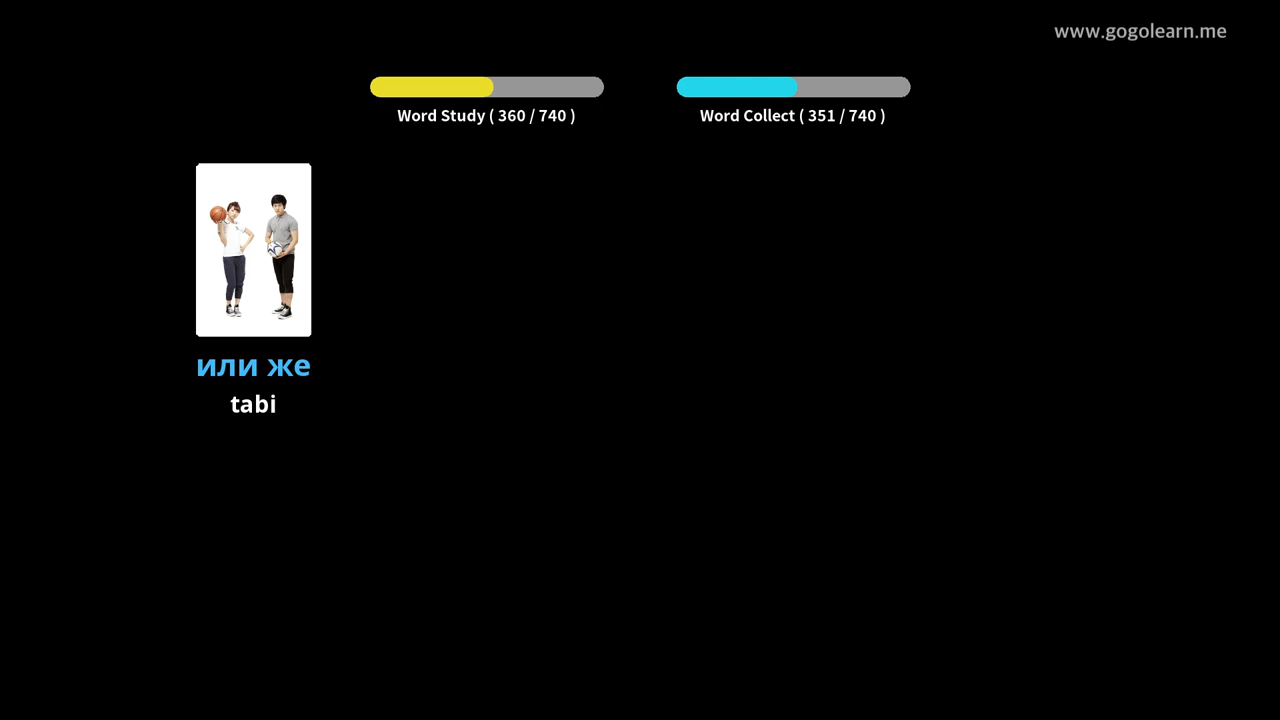 www.gogolearn.me
Word Study ( 360 / 740 )
Word Collect ( 351 / 740 )
или же
tabi